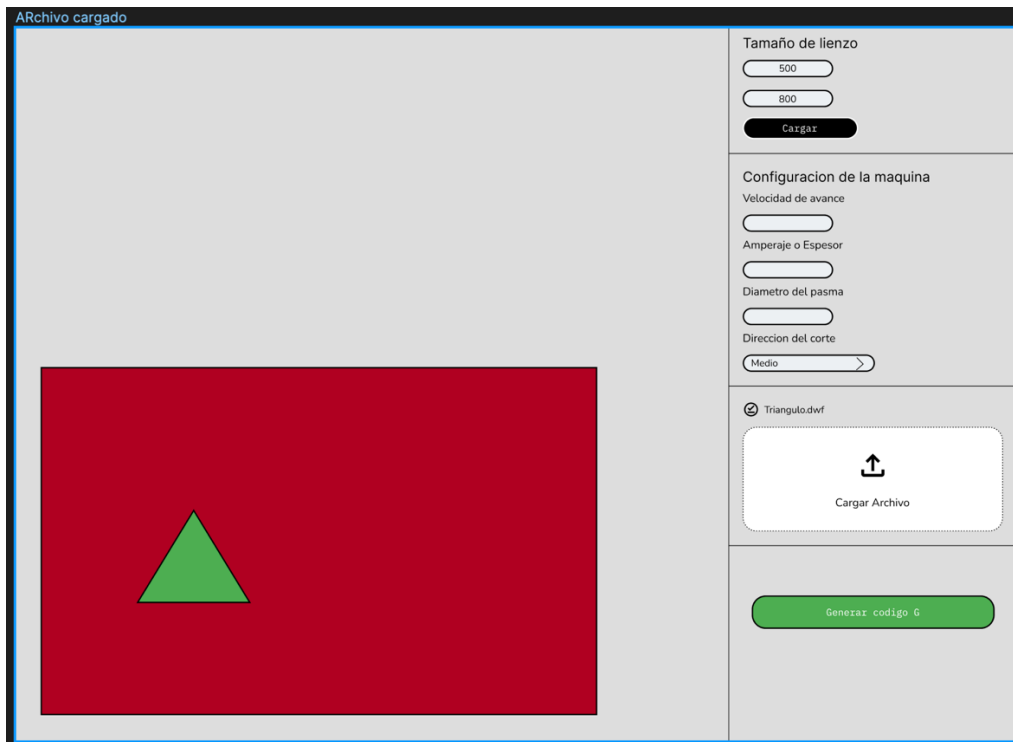 ARchivo cargado
Tamaño de lienzo
500
800
Cargar
Configuracion de la maquina
Velocidad de avance
Amperaje o Espesor
Diametro del pasma
Direccion del corte
Medio
Triangulo.dwf
Cargar Archivo
Generar codigo G